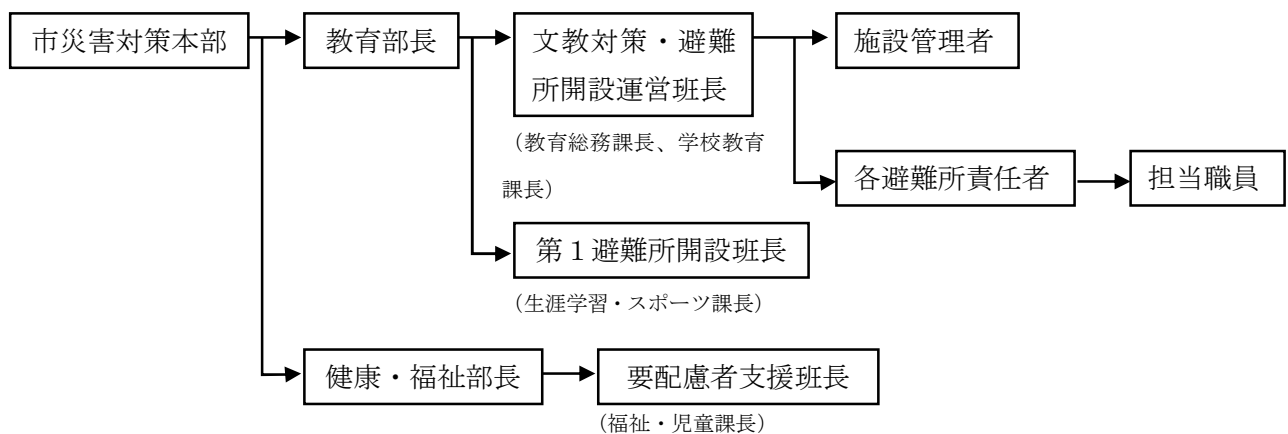 市災害対策本部
教育部長
文教対策・避難
所開設運営班長
(教育総務課長、学校教育
課長)
施設管理者
各避難所責任者
担当職員
第1避難所開設班長
(生涯学習・スポーツ課長)
健康・福祉部長
要配慮者支援班長
(福祉・児童課長)